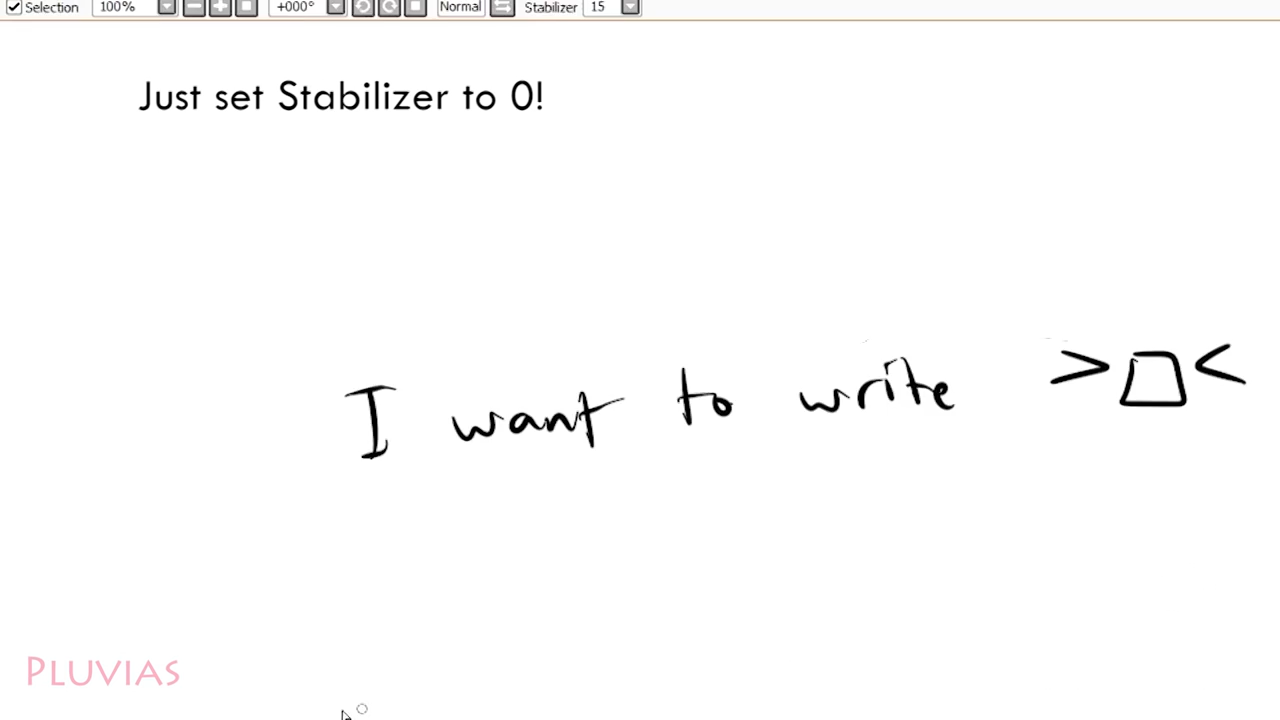 Selection 100% +000° Normal Stabilizer 15
Just set Stabilizer to 0!
I want to write >□<
PLUVIAS